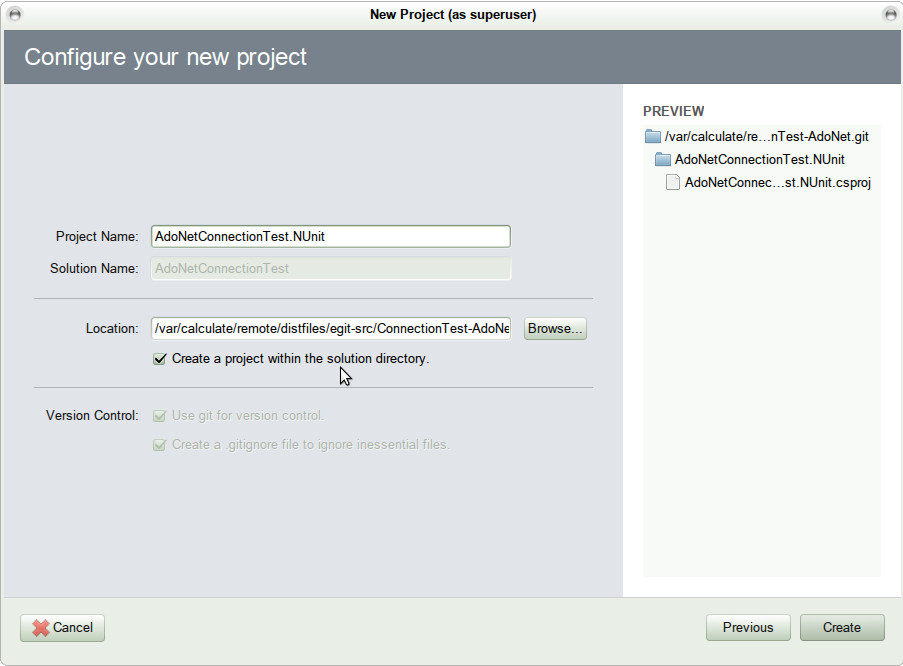 New Project (as superuser)
Configure your new project
Project Name: AdoNetConnectionTest.NUnit
Solution Name: AdoNetConnectionTest
Location: /var/calculate/remote/distfiles/egit-src/ConnectionTest-AdoNe Browse...
Create a project within the solution directory.
Version Control: Use git for version control.
Create a .gitignore file to ignore inessential files.
PREVIEW
/var/calculate/re...nTest-AdoNet.git
AdoNetConnectionTest.NUnit
AdoNetConnec...st.NUnit.csproj
Cancel
Previous
Create